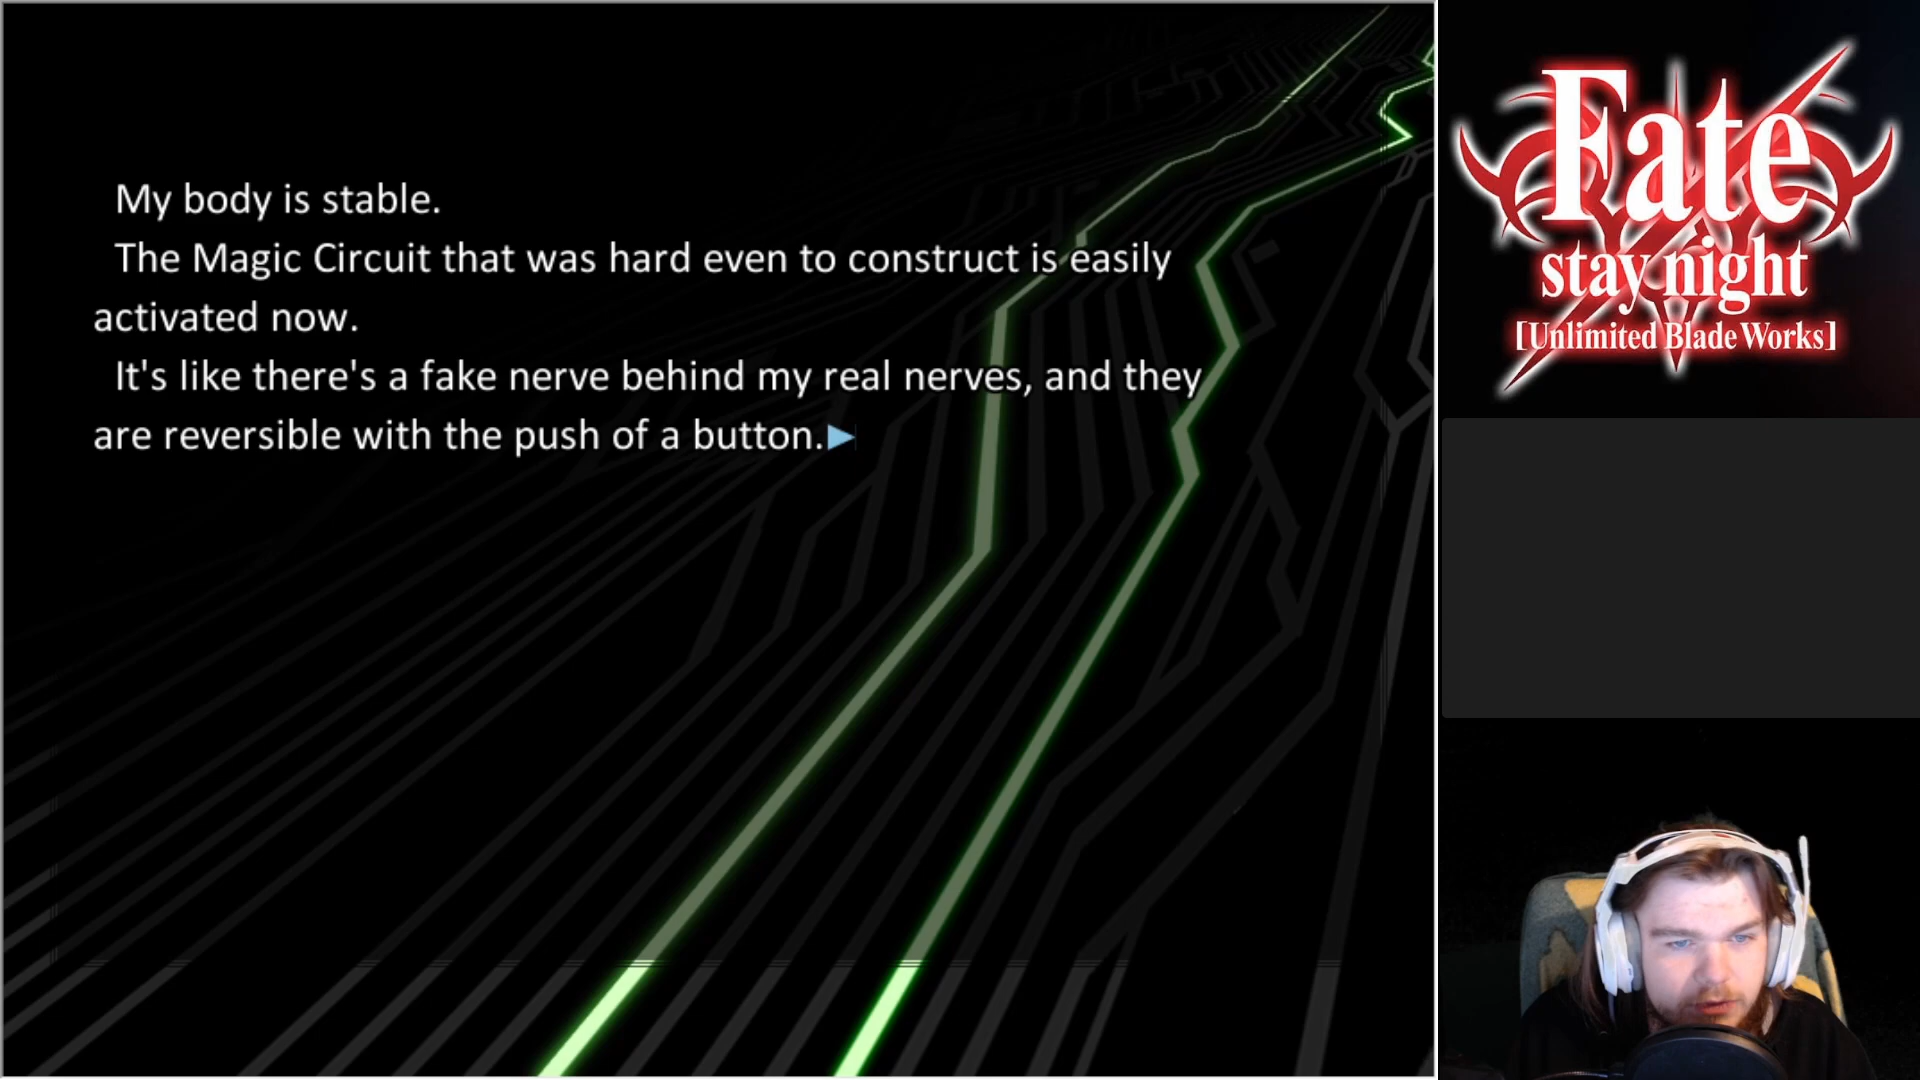 My body is stable.
The Magic Circuit that was hard even to construct is easily
activated now.
It's like there's a fake nerve behind my real nerves, and they
are reversible with the push of a button.
Fate
stay night
[Unlimited Blade Works]